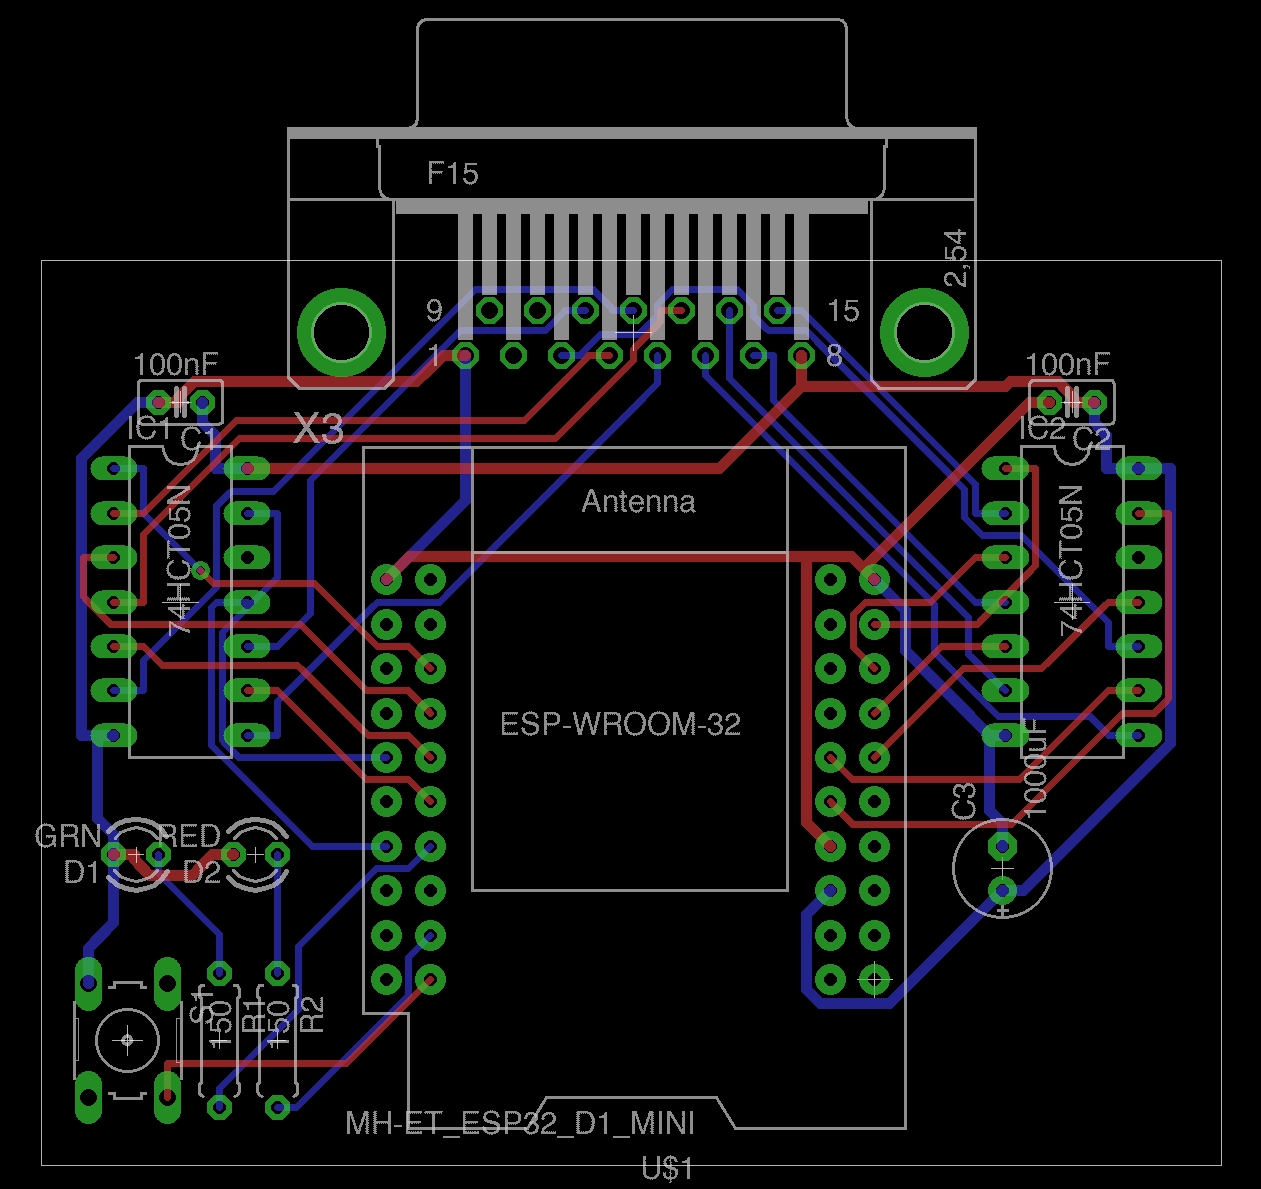 F15
2,54
9
15
1
8
100nF
100nF
IC1
C1
IC2
C2
X3
74HCT05N
74HCT05N
Antenna
ESP-WROOM-32
1000uF
C3
GRN
RED
D1
D2
S1
150
R1
150
R2
+
MH-ET_ESP32_D1_MINI
U$1